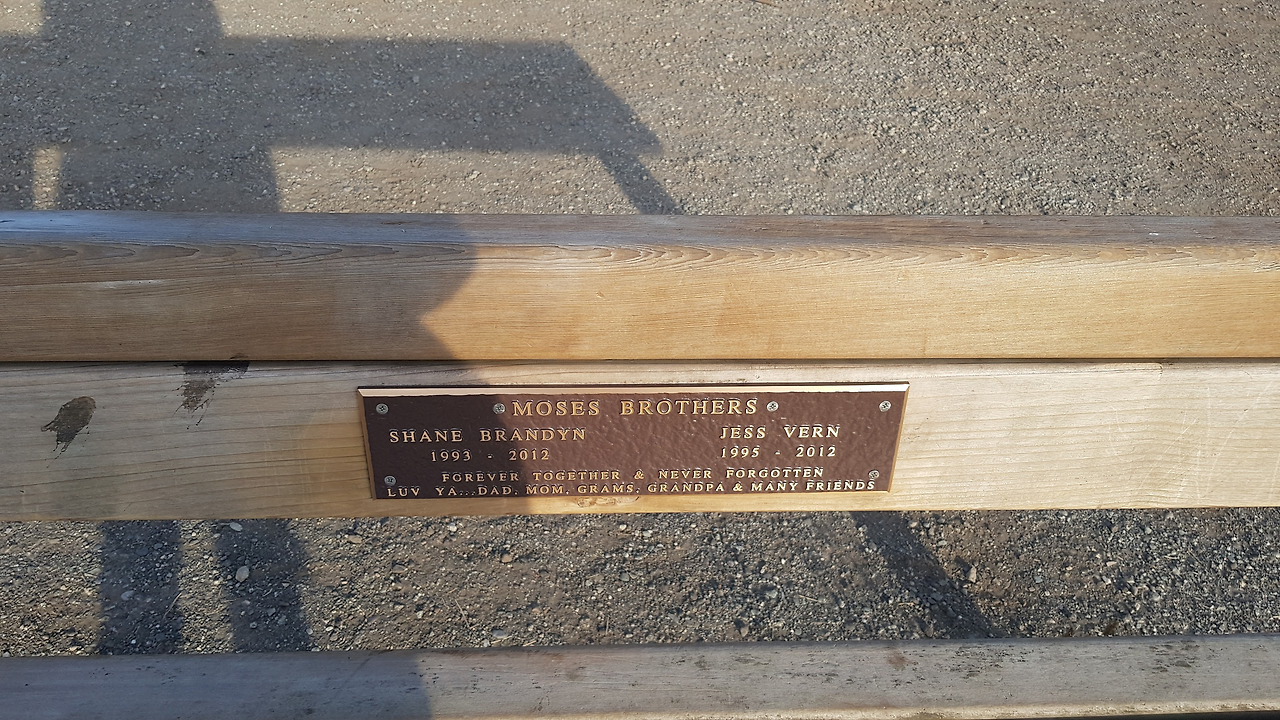 MOSES BROTHERS
SHANE BRANDYN JESS VERN
1993 - 2012 1995 - 2012
FOREVER TOGETHER & NEVER FORGOTTEN
LUV YA...DAD, MOM, GRAMS, GRANDPA & MANY FRIENDS